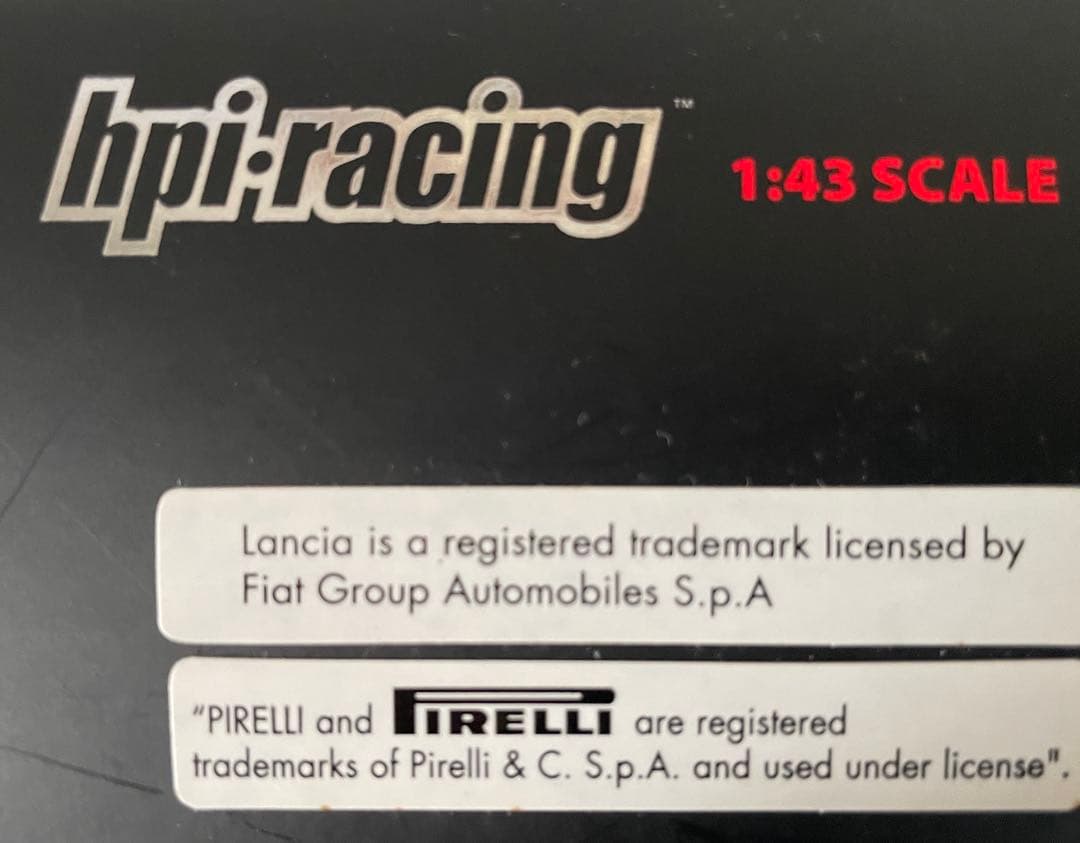 hpi·racing™ 1:43 SCALE
Lancia is a registered trademark licensed by
Fiat Group Automobiles S.p.A
"PIRELLI and PIRELLI are registered
trademarks of Pirelli & C. S.p.A. and used under license".